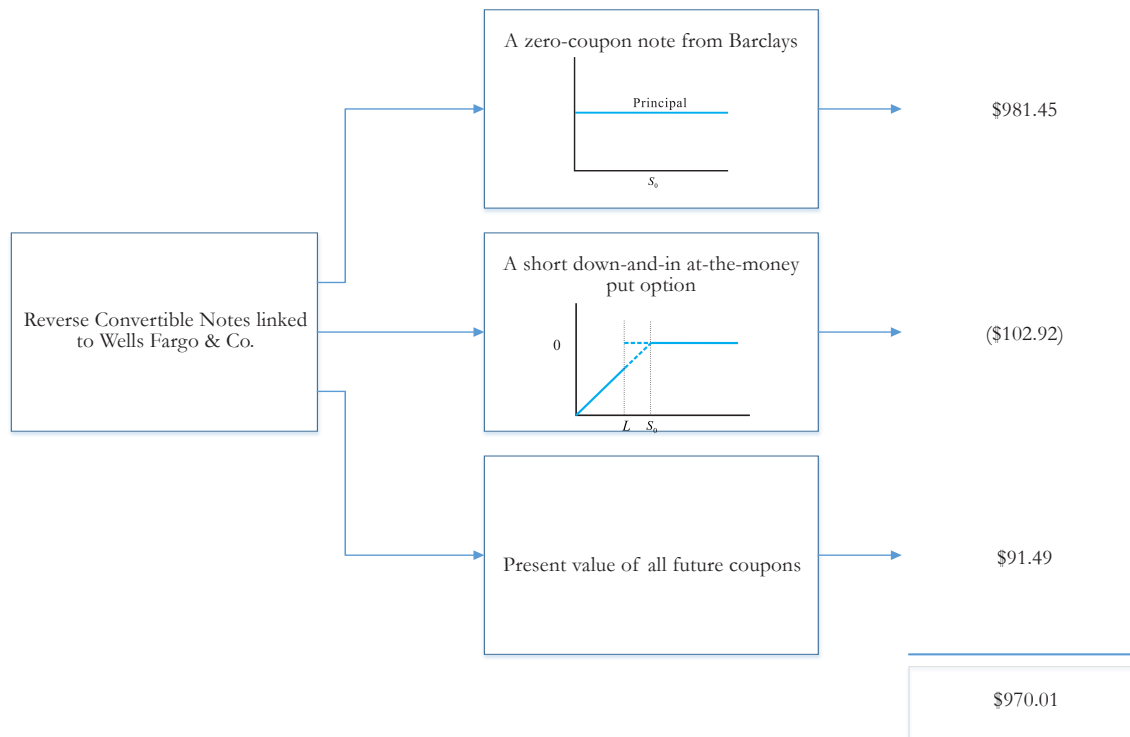 A zero-coupon note from Barclays
Principal
S₀
$981.45
Reverse Convertible Notes linked
to Wells Fargo & Co.
A short down-and-in at-the-money
put option
0
L S₀
($102.92)
Present value of all future coupons
$91.49
$970.01